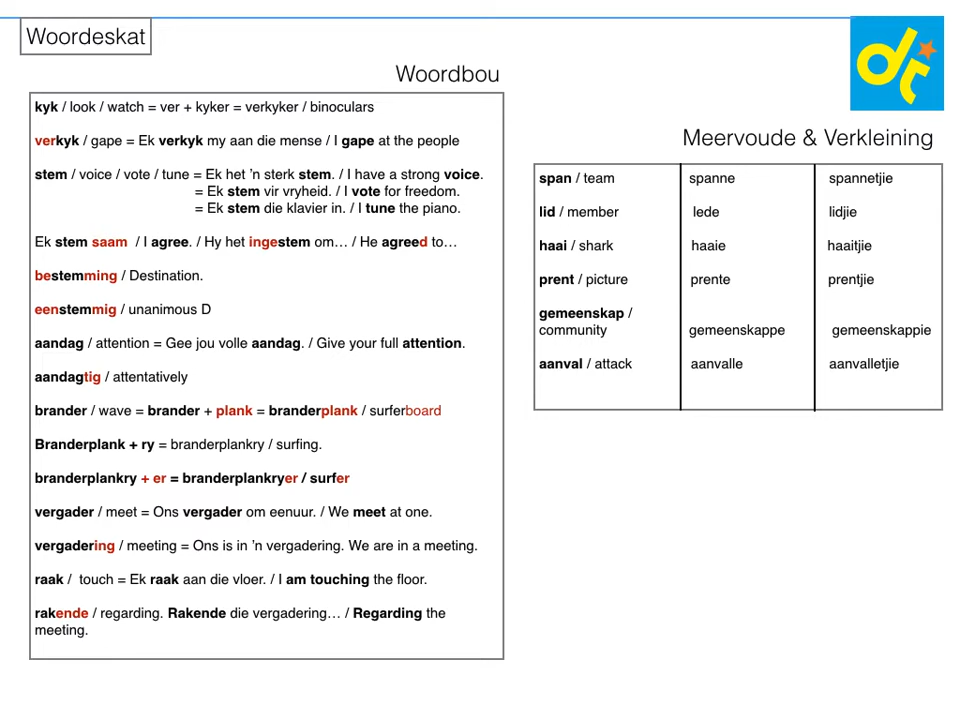 Woordeskat
Woordbou
kyk / look / watch = ver + kyker = verkyker / binoculars
verkyk / gape = Ek verkyk my aan die mense / I gape at the people
stem / voice / vote / tune = Ek het ’n sterk stem. / I have a strong voice.
= Ek stem vir vryheid. / I vote for freedom.
= Ek stem die klavier in. / I tune the piano.
Ek stem saam / I agree. / Hy het ingestem om… / He agreed to…
bestemming / Destination.
eenstemmig / unanimous D
aandag / attention = Gee jou volle aandag. / Give your full attention.
aandagtig / attentatively
brander / wave = brander + plank = branderplank / surferboard
Branderplank + ry = branderplankry / surfing.
branderplankry + er = branderplankryer / surfer
vergader / meet = Ons vergader om eenuur. / We meet at one.
vergadering / meeting = Ons is in ’n vergadering. We are in a meeting.
raak / touch = Ek raak aan die vloer. / I am touching the floor.
rakende / regarding. Rakende die vergadering… / Regarding the
meeting.
dt
Meervoude & Verkleining
span / team spanne spannetjie
lid / member lede lidjie
haai / shark haaie haaitjie
prent / picture prente prentjie
gemeenskap /
community gemeenskappe gemeenskappie
aanval / attack aanvalle aanvalletjie